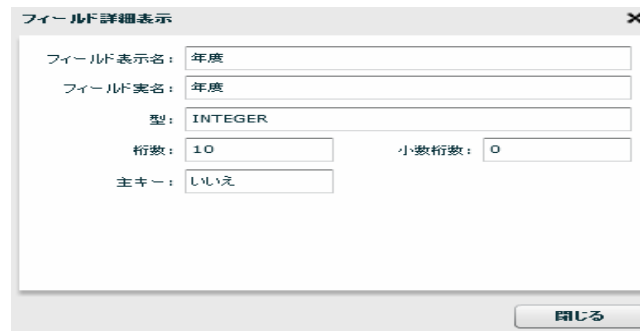 フィールド詳細表示
フィールド表示名: 年度
フィールド実名: 年度
型: INTEGER
桁数: 10 小数桁数: 0
主キー: いいえ
閉じる